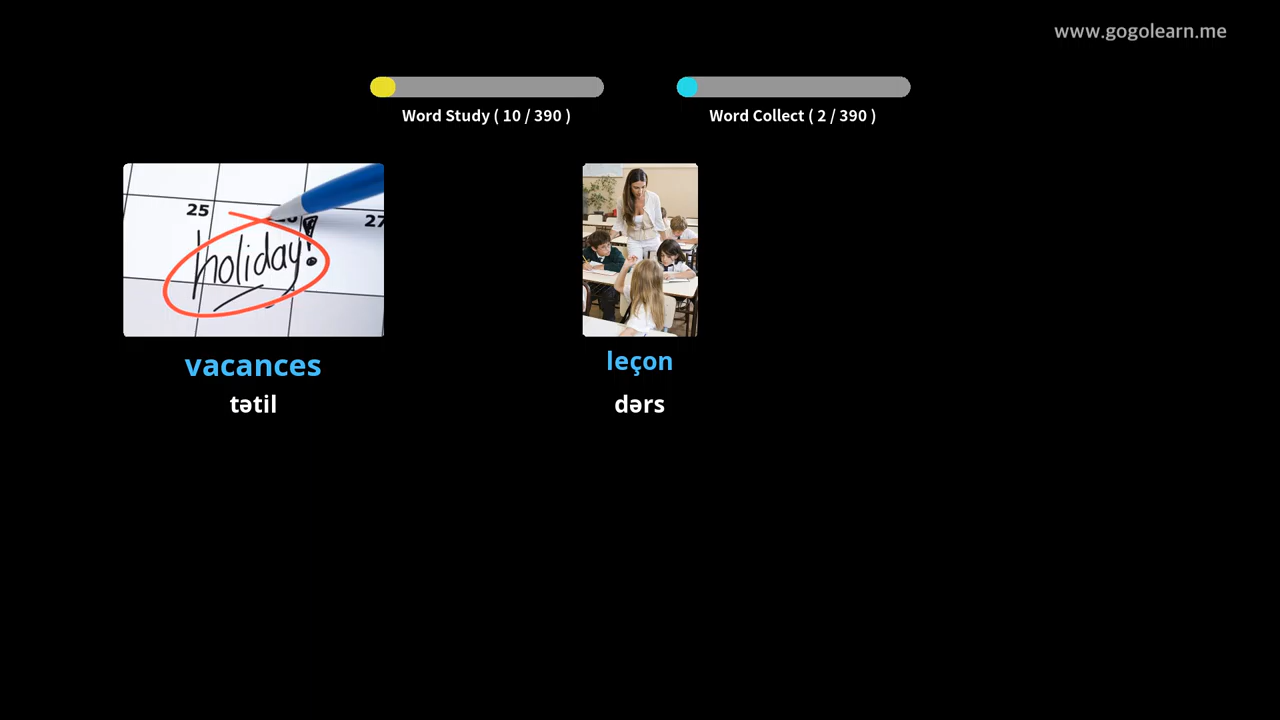 www.gogolearn.me
Word Study ( 10 / 390 )
Word Collect ( 2 / 390 )
25
27
holiday!
vacances
tətil
leçon
dərs